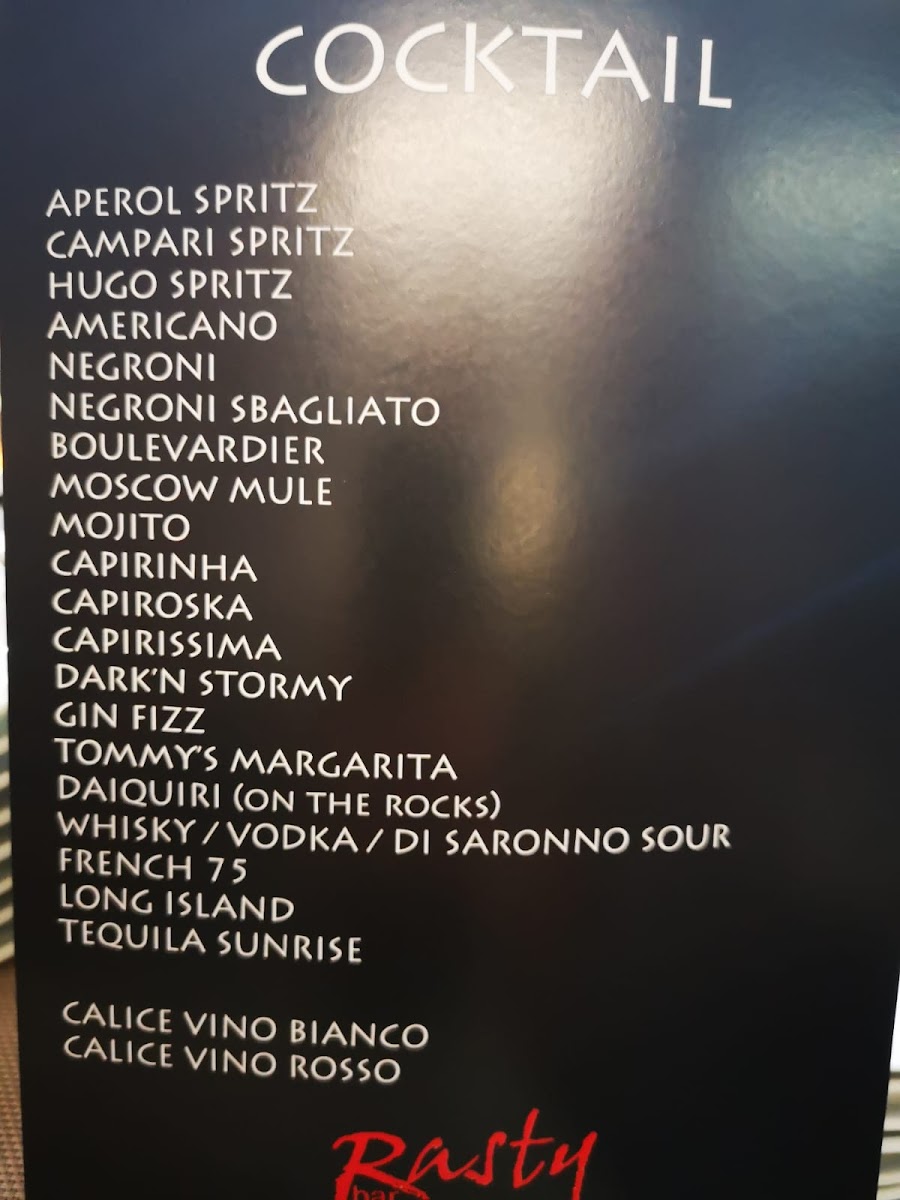 COCKTAIL
APEROL SPRITZ
CAMPARI SPRITZ
HUGO SPRITZ
AMERICANO
NEGRONI
NEGRONI SBAGLIATO
BOULEVARDIER
MOSCOW MULE
MOJITO
CAPIRINHA
CAPIROSKA
CAPIRISSIMA
DARK'N STORMY
GIN FIZZ
TOMMY'S MARGARITA
DAIQUIRI (ON THE ROCKS)
WHISKY / VODKA / DI SARONNO SOUR
FRENCH 75
LONG ISLAND
TEQUILA SUNRISE
CALICE VINO BIANCO
CALICE VINO ROSSO
Rasty
bar